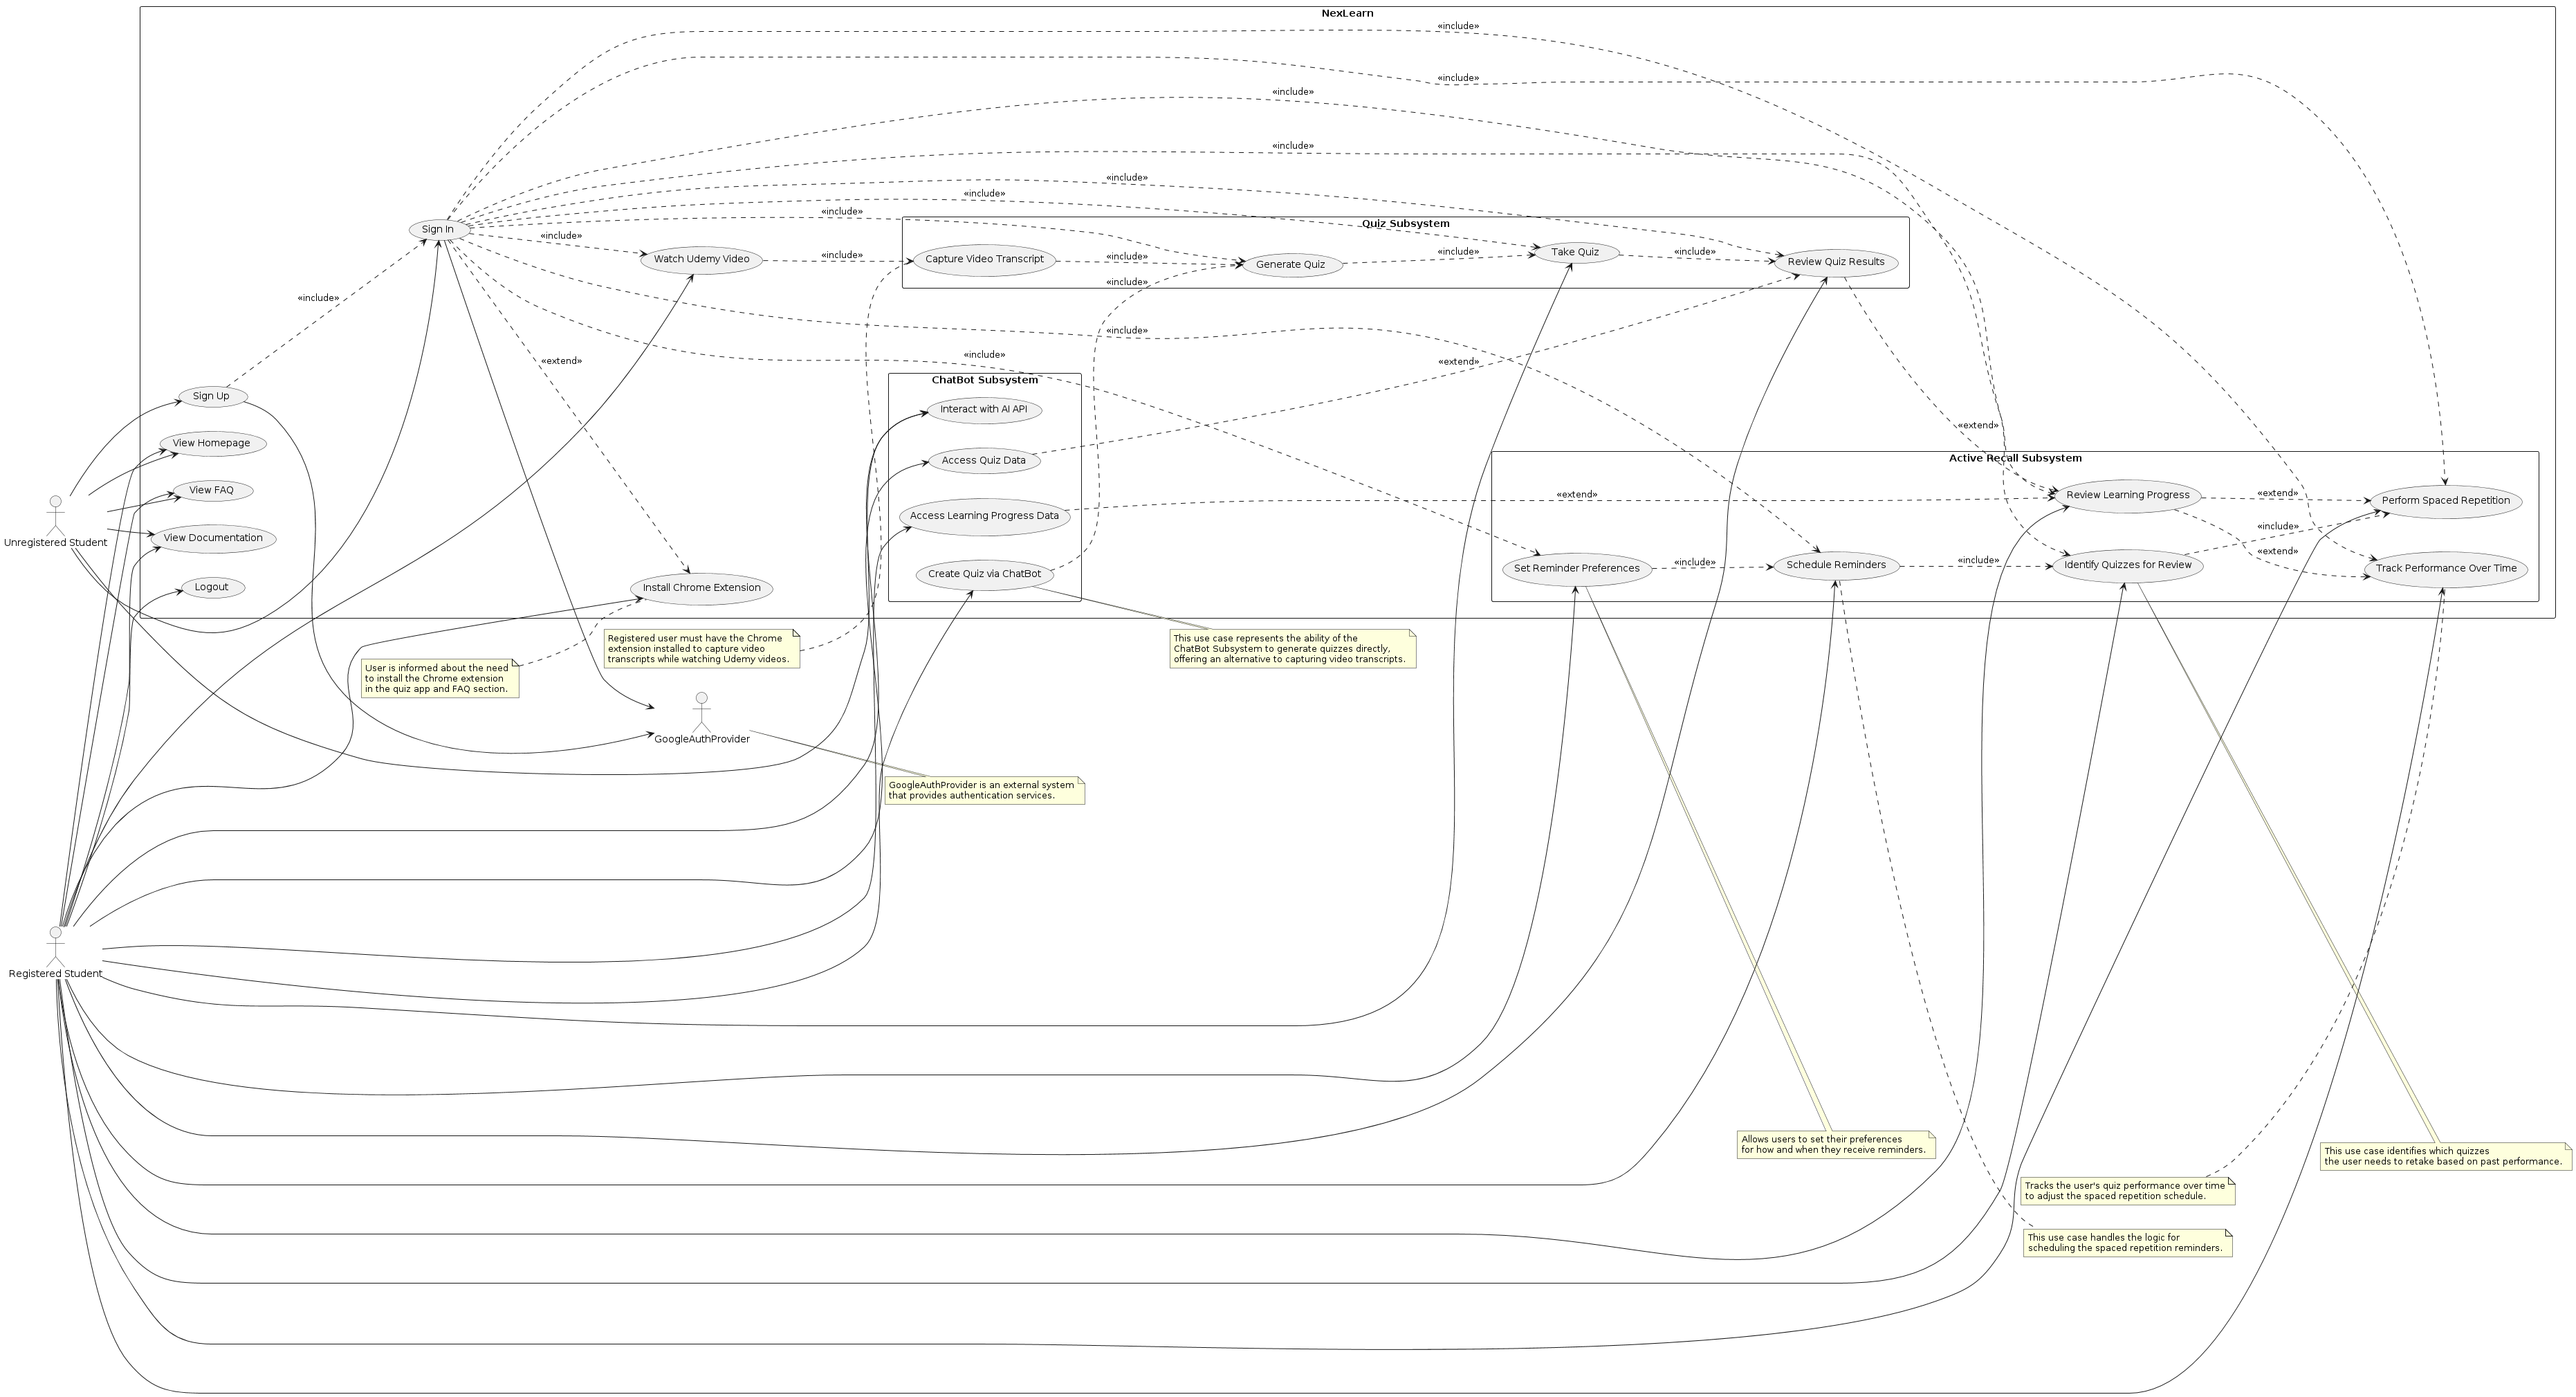 NexLearn
«include»
«include»
«include»
«include»
«include»
«include»
«include»
Quiz Subsystem
Sign In
«include»
«include»
«include»
Take Quiz
«include»
Watch Udemy Video
«include»
Capture Video Transcript
«include»
Generate Quiz
Review Quiz Results
«include»
«include»
«include»
«include»
«extend»
«extend»
ChatBot Subsystem
Sign Up
Interact with AI API
«extend»
View Homepage
Active Recall Subsystem
Access Quiz Data
View FAQ
«extend»
Review Learning Progress
«extend»
Perform Spaced Repetition
Access Learning Progress Data
«include»
Unregistered Student
View Documentation
«extend»
Create Quiz via ChatBot
Set Reminder Preferences
«include»
Schedule Reminders
«include»
Identify Quizzes for Review
Track Performance Over Time
Logout
Install Chrome Extension
Registered user must have the Chrome
extension installed to capture video
transcripts while watching Udemy videos.
This use case represents the ability of the
ChatBot Subsystem to generate quizzes directly,
offering an alternative to capturing video transcripts.
User is informed about the need
to install the Chrome extension
in the quiz app and FAQ section.
GoogleAuthProvider
GoogleAuthProvider is an external system
that provides authentication services.
Registered Student
Allows users to set their preferences
for how and when they receive reminders.
This use case identifies which quizzes
the user needs to retake based on past performance.
Tracks the user's quiz performance over time
to adjust the spaced repetition schedule.
This use case handles the logic for
scheduling the spaced repetition reminders.